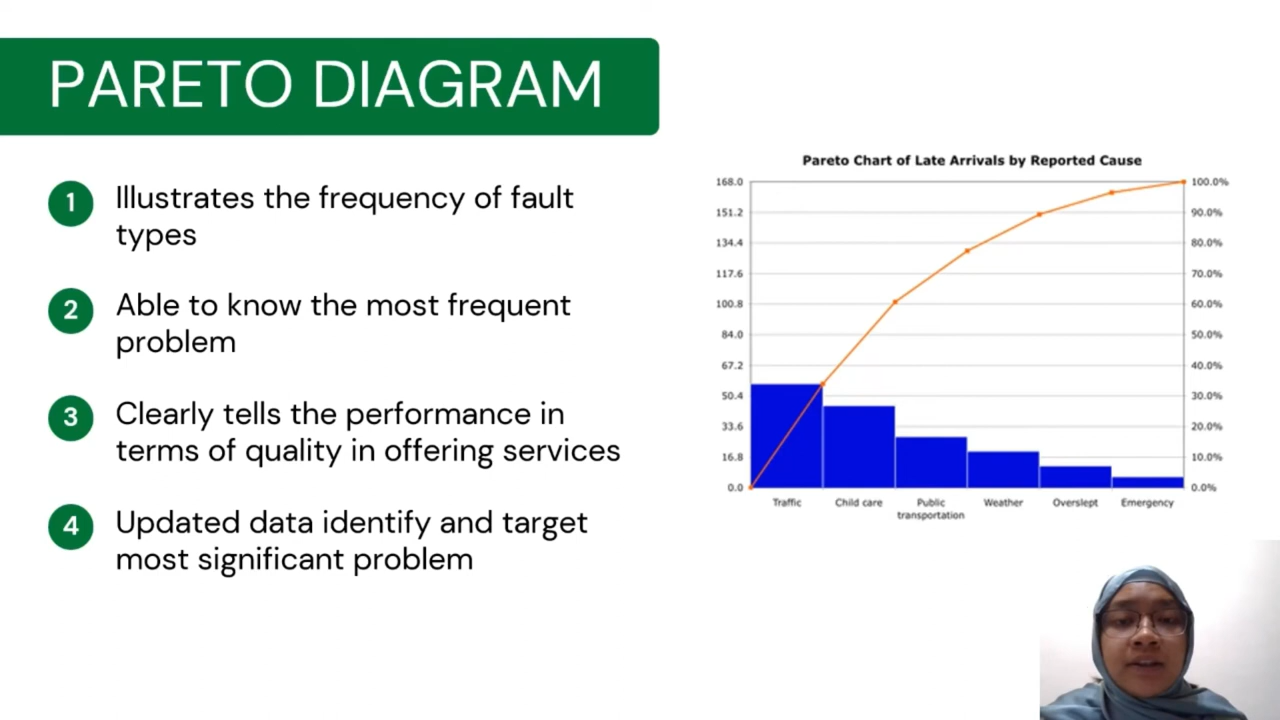 PARETO DIAGRAM
1
Illustrates the frequency of fault
types
2
Able to know the most frequent
problem
3
Clearly tells the performance in
terms of quality in offering services
4
Updated data identify and target
most significant problem
Pareto Chart of Late Arrivals by Reported Cause
168.0
151.2
134.4
117.6
100.8
84.0
67.2
50.4
33.6
16.8
0.0
100.0%
90.0%
80.0%
70.0%
60.0%
50.0%
40.0%
30.0%
20.0%
10.0%
0.0%
Traffic
Child care
Public
transportation
Weather
Overslept
Emergency